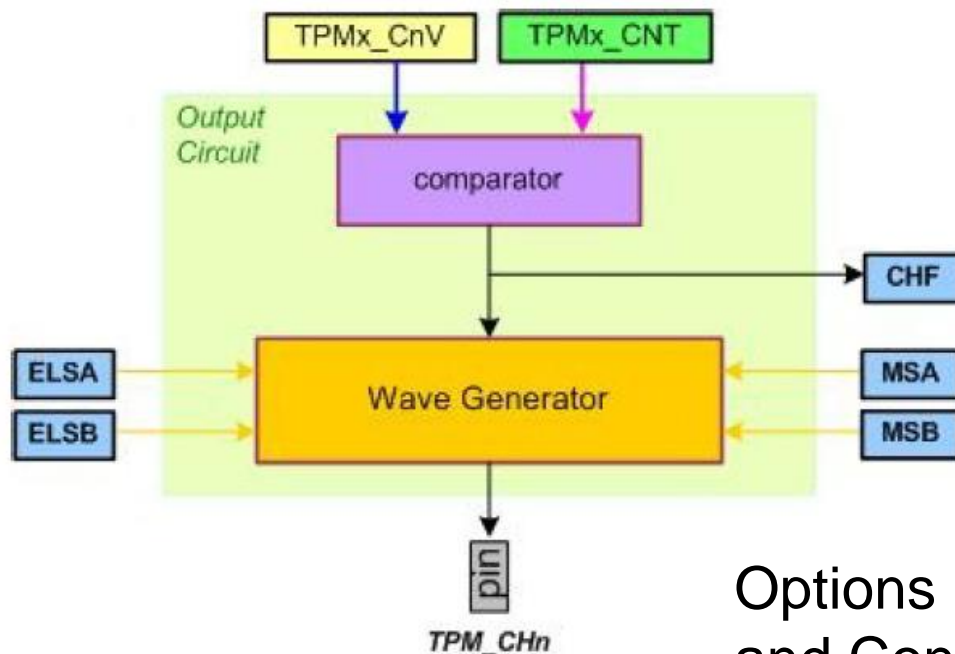 TPMx_CnV
TPMx_CNT
Output
Circuit
comparator
CHF
ELSA
MSA
Wave Generator
ELSB
MSB
pin
TPM_CHn
Options
and Con